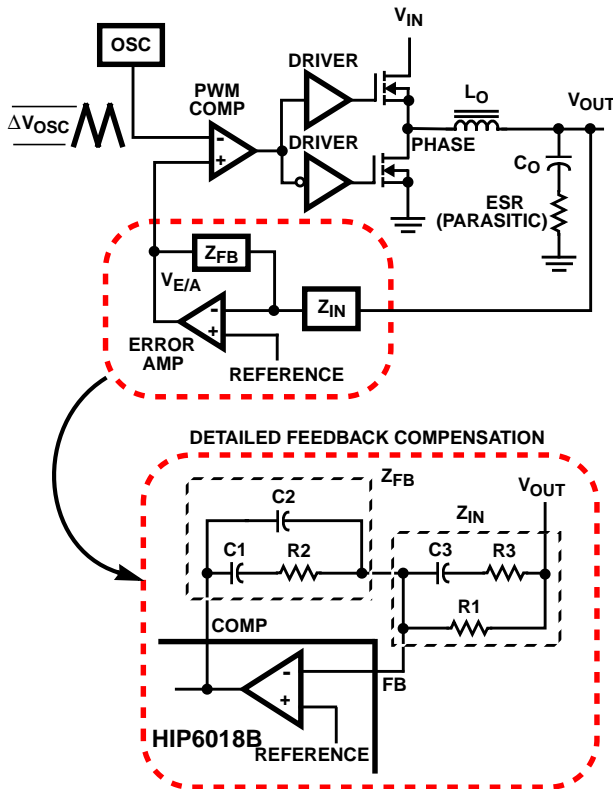 V_IN
OSC
DRIVER
PWM
COMP
L_O
V_OUT
ΔV_OSC
-
+
DRIVER
PHASE
C_O
ESR
(PARASITIC)
Z_FB
V_E/A
Z_IN
-
+
ERROR
AMP
REFERENCE
DETAILED FEEDBACK COMPENSATION
Z_FB
V_OUT
C2
Z_IN
C1
R2
C3
R3
R1
COMP
-
+
FB
HIP6018B
REFERENCE